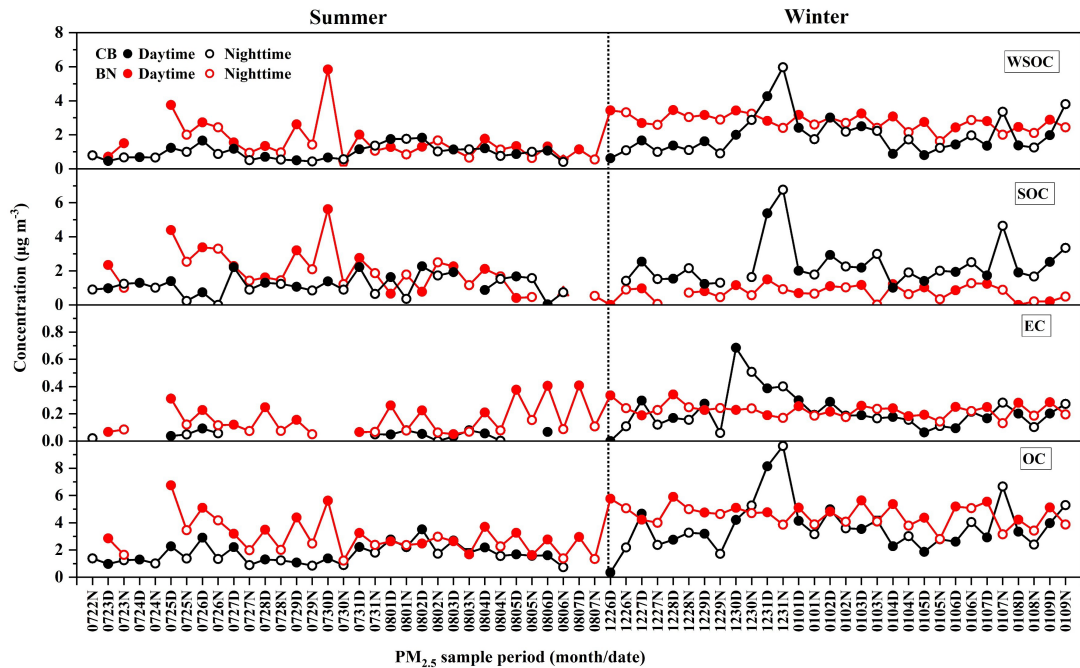 Summer Winter
CB Daytime Nighttime
BN Daytime Nighttime
WSOC
8
6
4
2
0
SOC
6
4
2
0
EC
0.8
0.6
0.4
0.2
0.0
OC
8
6
4
2
0
Concentration (μg m⁻³)
0722N 0723D 0723N 0724D 0724N 0725D 0725N 0726D 0726N 0727D 0727N 0728D 0728N 0729D 0729N 0730D 0730N 0731D 0731N 0801D 0801N 0802D 0802N 0803D 0803N 0804D 0804N 0805D 0805N 0806D 0806N 0807D 0807N 1226D 1226N 1227D 1227N 1228D 1228N 1229D 1229N 1230D 1230N 1231D 1231N 0101D 0101N 0102D 0102N 0103D 0103N 0104D 0104N 0105D 0105N 0106D 0106N 0107D 0107N 0108D 0108N 0109D 0109N
PM₂.₅ sample period (month/date)